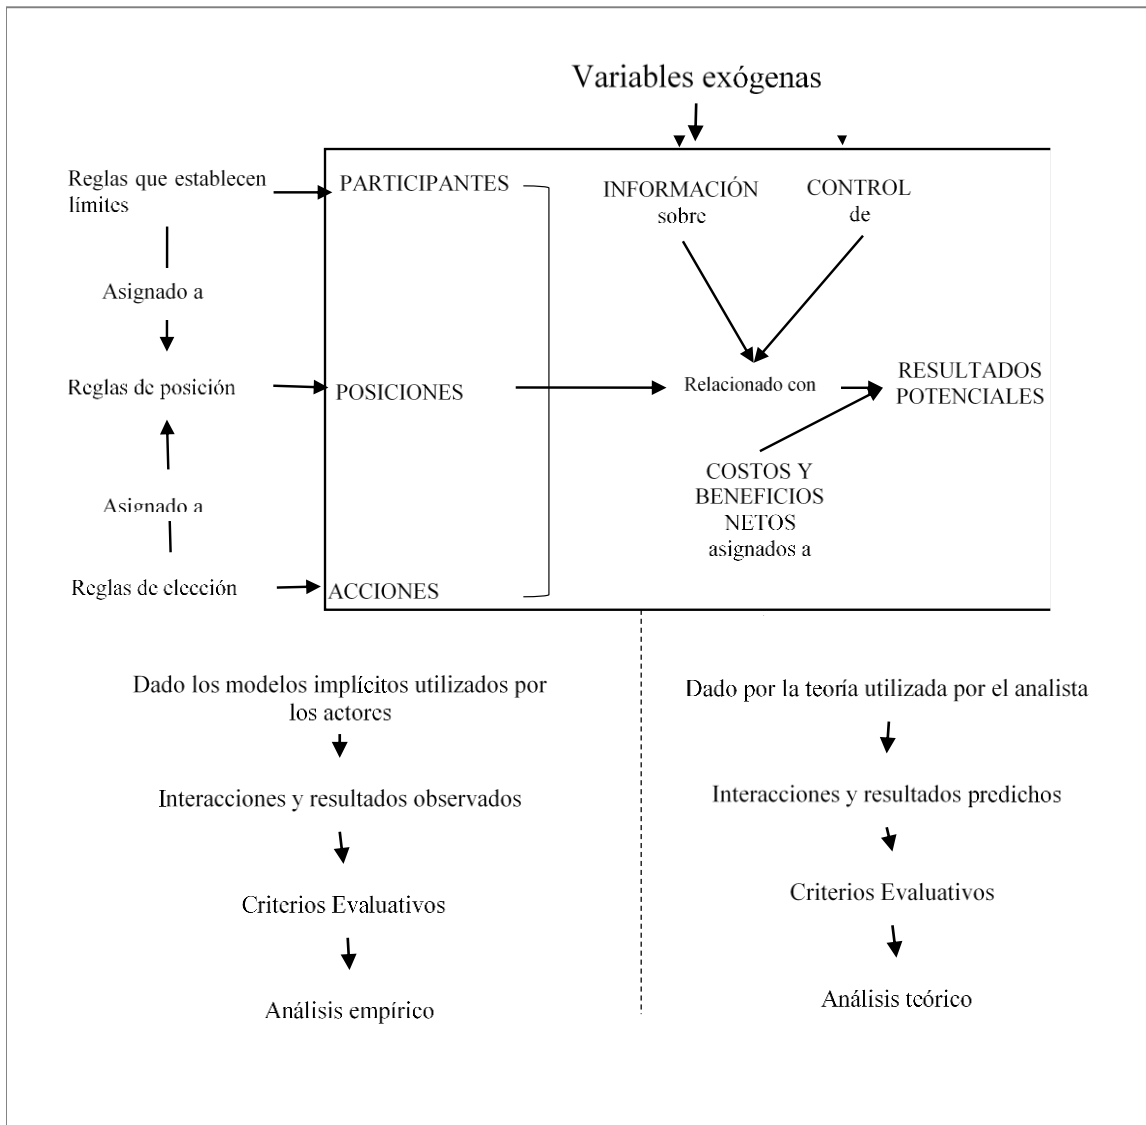 Variables exógenas
Reglas que establecen
límites
PARTICIPANTES
INFORMACIÓN
sobre
CONTROL
de
Asignado a
Reglas de posición
POSICIONES
Relacionado con
RESULTADOS
POTENCIALES
COSTOS Y
BENEFICIOS
NETOS
asignados a
Asignado a
Reglas de elección
ACCIONES
Dado los modelos implícitos utilizados por
los actores
Interacciones y resultados observados
Criterios Evaluativos
Análisis empírico
Dado por la teoría utilizada por el analista
Interacciones y resultados predichos
Criterios Evaluativos
Análisis teórico